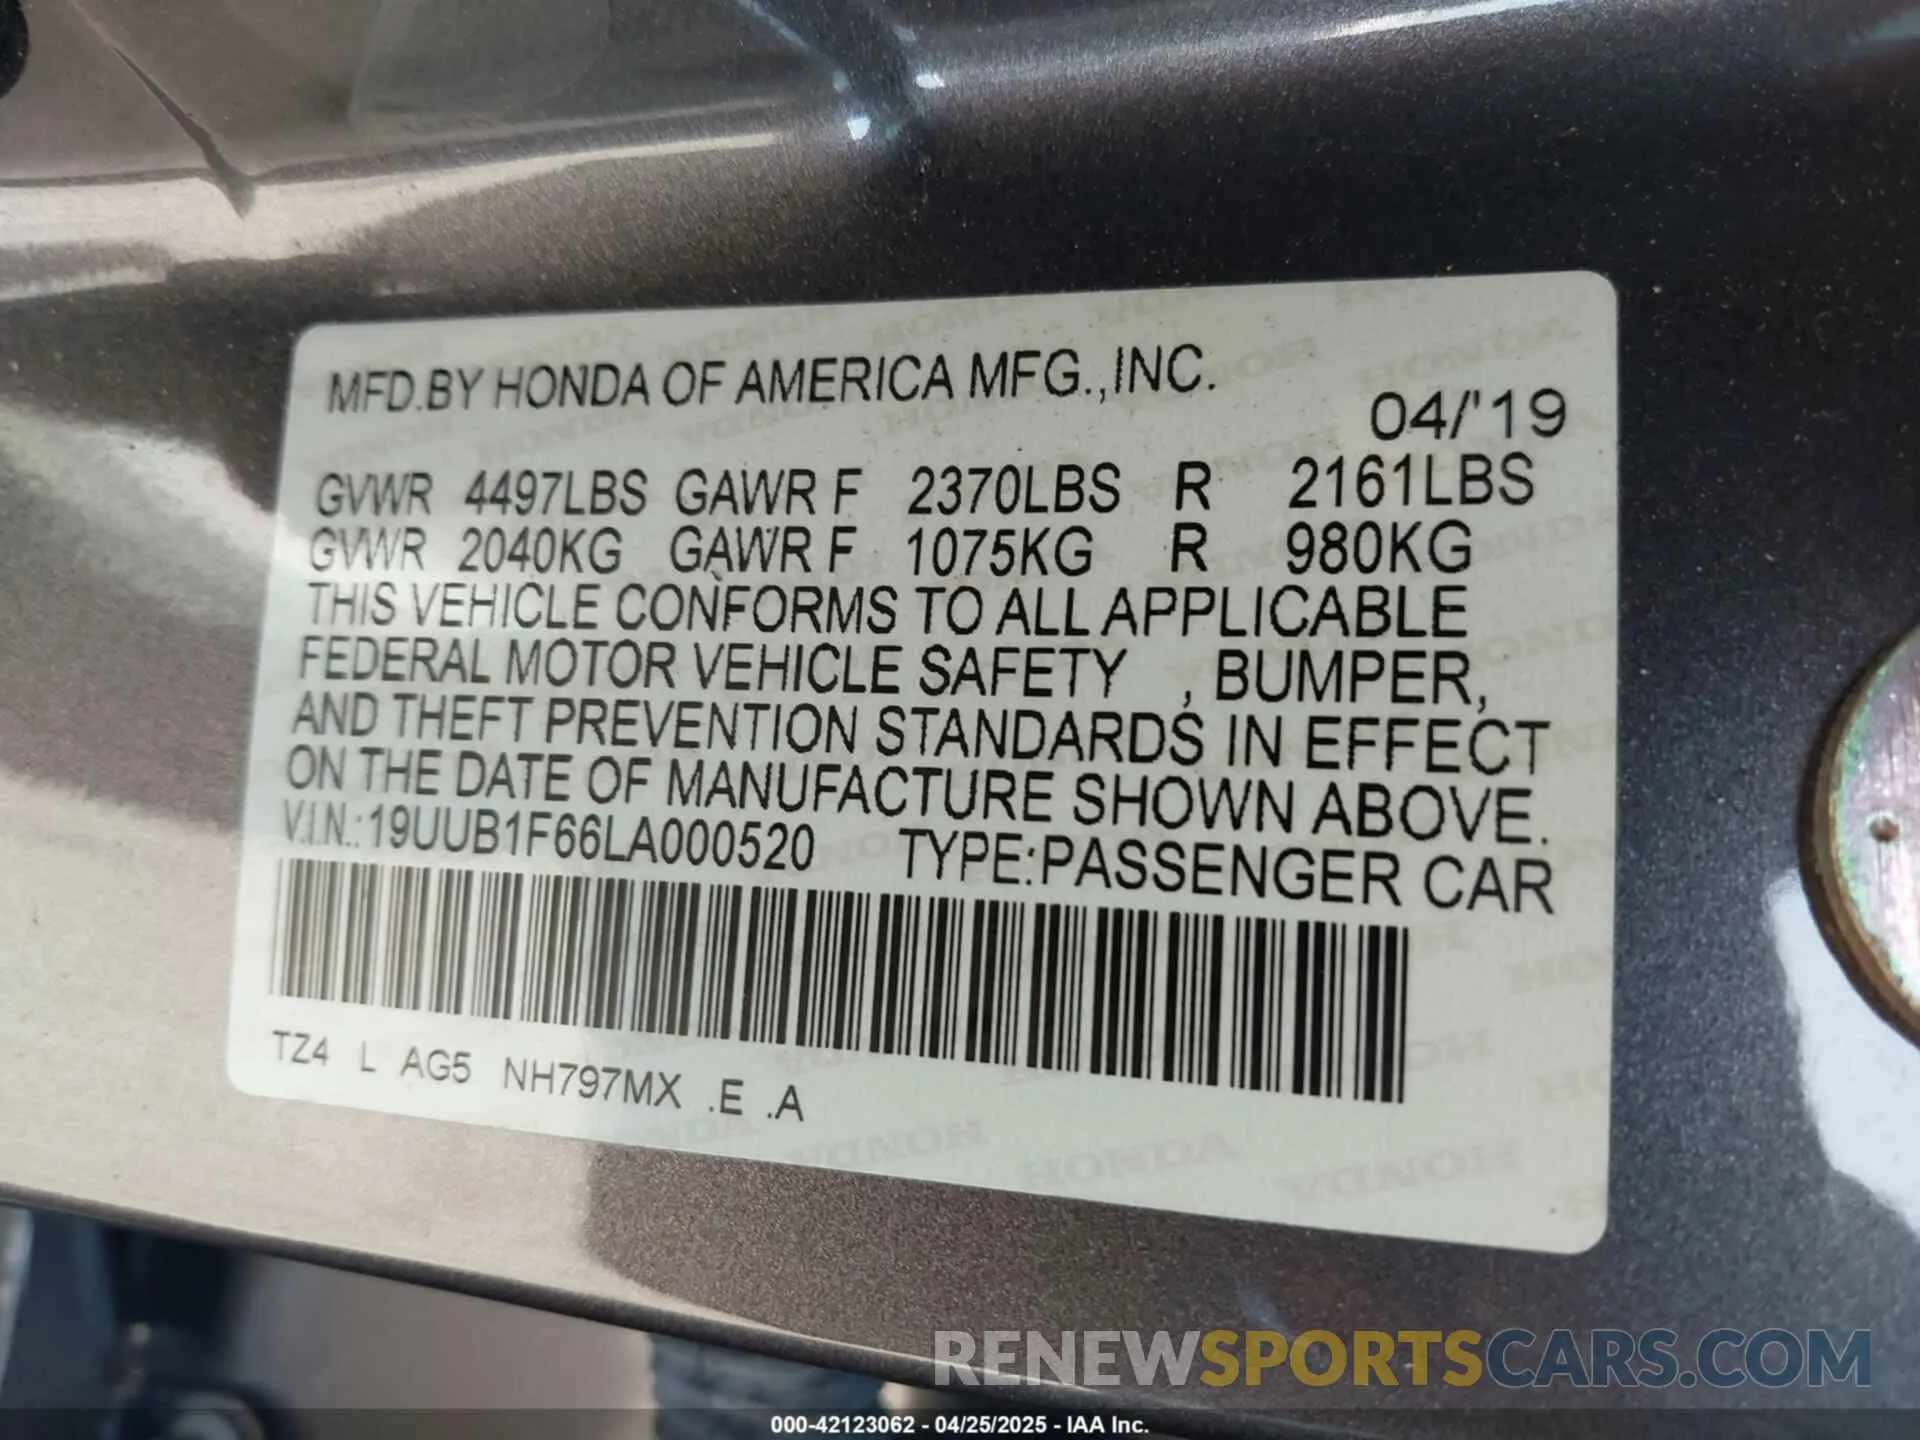 MFD.BY HONDA OF AMERICA MFG.,INC.
04/'19
GVWR 4497LBS GAWR F 2370LBS R 2161LBS
GVWR 2040KG GAWR F 1075KG R 980KG
THIS VEHICLE CONFORMS TO ALL APPLICABLE
FEDERAL MOTOR VEHICLE SAFETY , BUMPER,
AND THEFT PREVENTION STANDARDS IN EFFECT
ON THE DATE OF MANUFACTURE SHOWN ABOVE.
V.I.N.:19UUB1F66LA000520 TYPE:PASSENGER CAR
TZ4 L AG5 NH797MX .E .A
HONDA HONDA HONDA
RENEWSPORTSCARS.COM
000-42123062 - 04/25/2025 - IAA Inc.